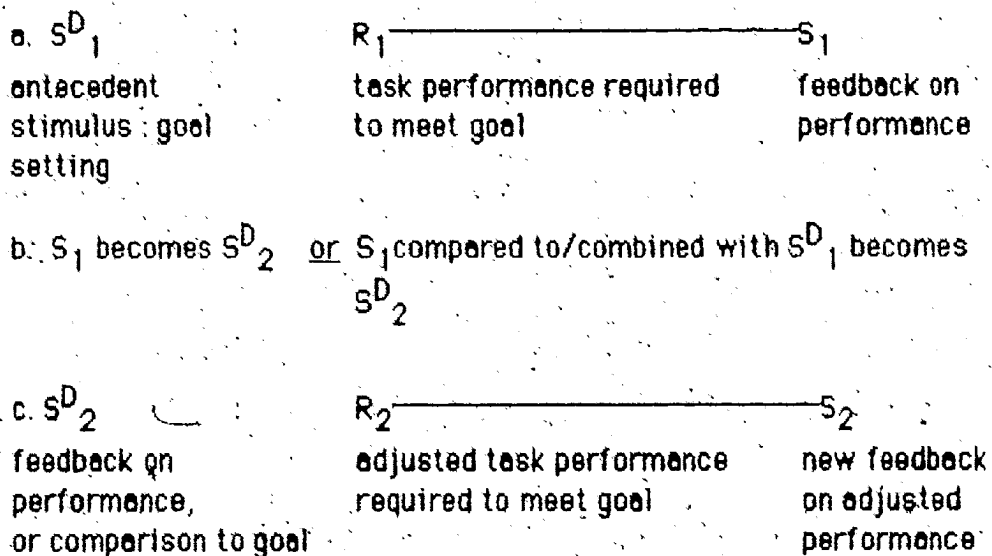 a. S^D_1 : R_1 S_1
antecedent task performance required feedback on
stimulus : goal to meet goal performance
setting
b. S_1 becomes S^D_2 or S_1 compared to/combined with S^D_1 becomes
S^D_2
c. S^D_2 : R_2 S_2
feedback on adjusted task performance new feedback
performance, required to meet goal on adjusted
or comparison to goal performance